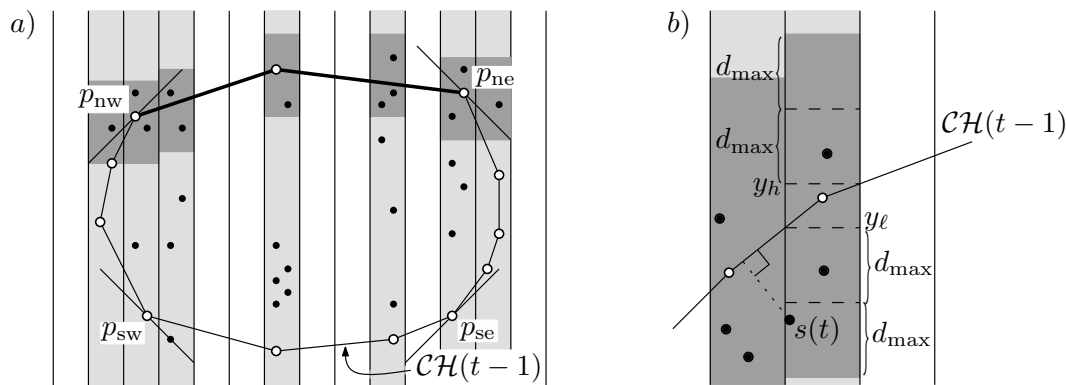 a)
p_nw
p_ne
p_sw
p_se
CH(t − 1)
b)
d_max
d_max
CH(t − 1)
y_h
y_ℓ
d_max
s(t)
d_max